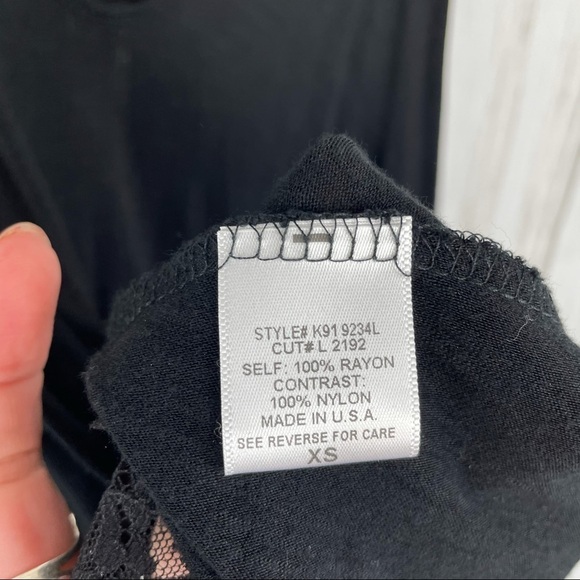 STYLE# K91 9234L
CUT# L 2192
SELF: 100% RAYON
CONTRAST:
100% NYLON
MADE IN U.S.A.
SEE REVERSE FOR CARE
XS